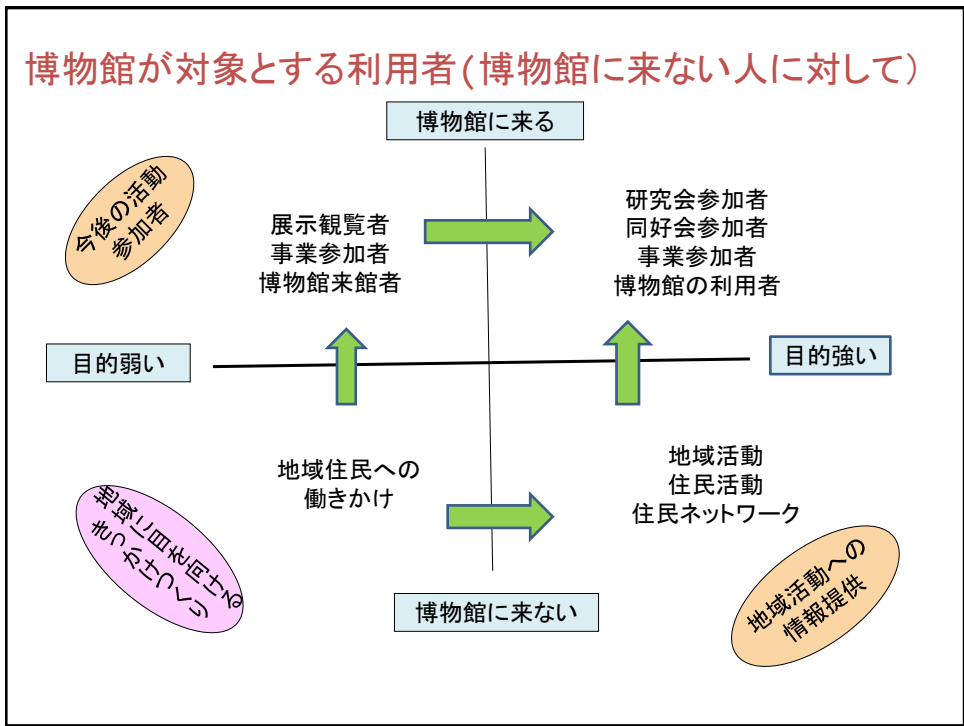 博物館が対象とする利用者(博物館に来ない人に対して)
博物館に来る
今後の活動
参加者
展示観覧者
事業参加者
博物館来館者
研究会参加者
同好会参加者
事業参加者
博物館の利用者
目的弱い
目的強い
地域住民への
働きかけ
地域活動
住民活動
住民ネットワーク
地域に目を向ける
きっかけつくり
博物館に来ない
地域活動への
情報提供